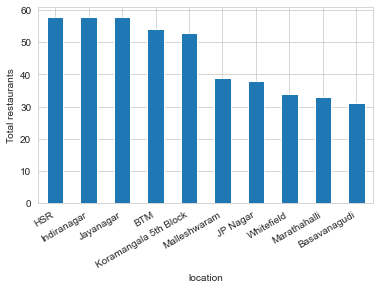 Total restaurants
60
50
40
30
20
10
0
HSR
Indiranagar
Jayanagar
BTM
Koramangala 5th Block
Malleshwaram
JP Nagar
Whitefield
Marathahalli
Basavanagudi
location